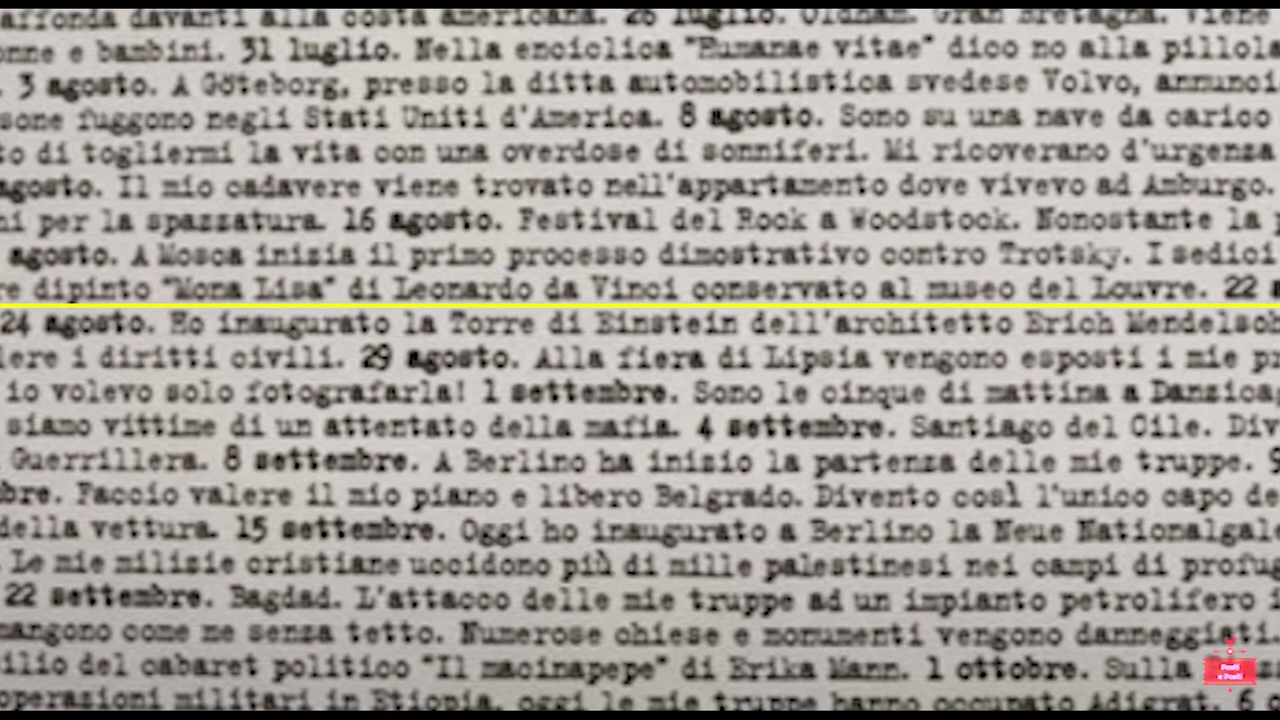 affonda davanti alla costa americana. 26 luglio. Oldham. Gran Bretagna. Viene
onne e bambini. 31 luglio. Nella enciclica "Humanae vitae" dico no alla pillola
. 3 agosto. A Göteborg, presso la ditta automobilistica svedese Volvo, annunci
sone fuggono negli Stati Uniti d'America. 8 agosto. Sono su una nave da carico
to di togliermi la vita con una overdose di sonniferi. Mi ricoverano d'urgenza
agosto. Il mio cadavere viene trovato nell'appartamento dove vivevo ad Amburgo.
ni per la spazzatura. 16 agosto. Festival del Rock a Woodstock. Nonostante la p
agosto. A Mosca inizia il primo processo dimostrativo contro Trotsky. I sedici
re dipinto "Mona Lisa" di Leonardo da Vinci conservato al museo del Louvre. 22 a
24 agosto. Ho inaugurato la Torre di Einstein dell'architetto Erich Mendelsoh
lere i diritti civili. 29 agosto. Alla fiera di Lipsia vengono esposti i mie pr
io volevo solo fotografarla! 1 settembre. Sono le cinque di mattina a Danzica,
siamo vittime di un attentato della mafia. 4 settembre. Santiago del Cile. Div
Guerrillera. 8 settembre. A Berlino ha inizio la partenza delle mie truppe. 9
bre. Faccio valere il mio piano e libero Belgrado. Divento così l'unico capo de
della vettura. 15 settembre. Oggi ho inaugurato a Berlino la Neue Nationalgale
. Le mie milizie cristiane uccidono più di mille palestinesi nei campi di profug
22 settembre. Bagdad. L'attacco delle mie truppe ad un impianto petrolifero i
mangono come me senza tetto. Numerose chiese e monumenti vengono danneggiati.
ilio del cabaret politico "Il macinapepe" di Erika Mann. 1 ottobre. Sulla
operazioni militari in Etiopia, oggi le mie truppe hanno occupato Adigrat. 6 o
Posti
e Posti